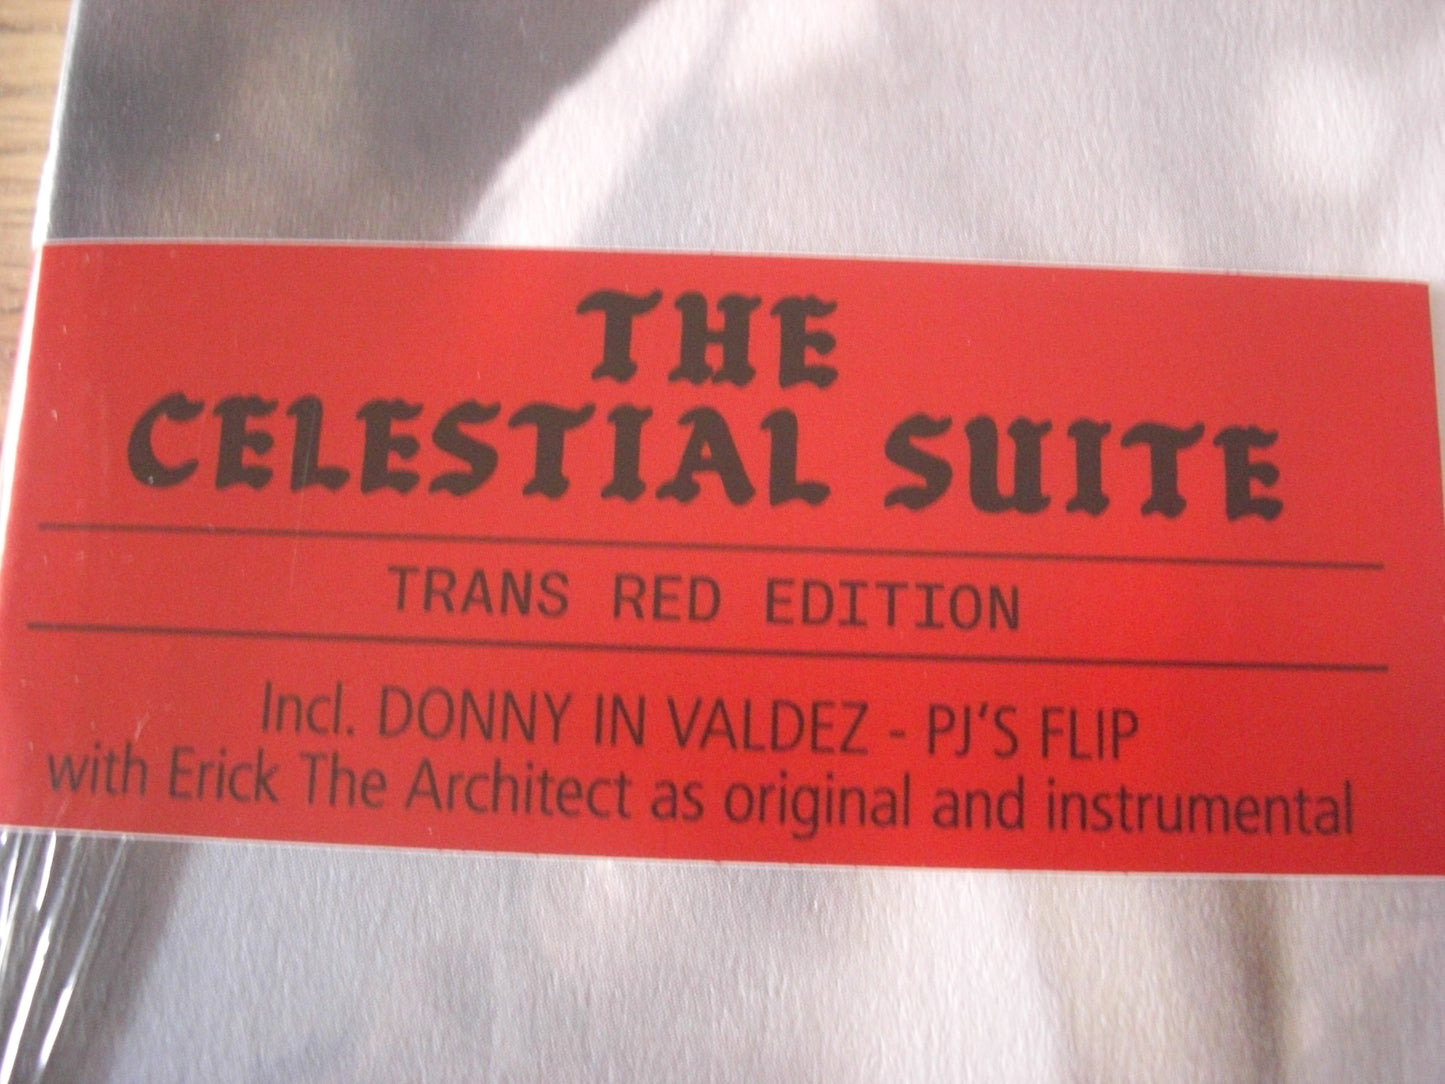 THE
CELESTIAL SUITE
TRANS RED EDITION
Incl. DONNY IN VALDEZ - PJ'S FLIP
with Erick The Architect as original and instrumental